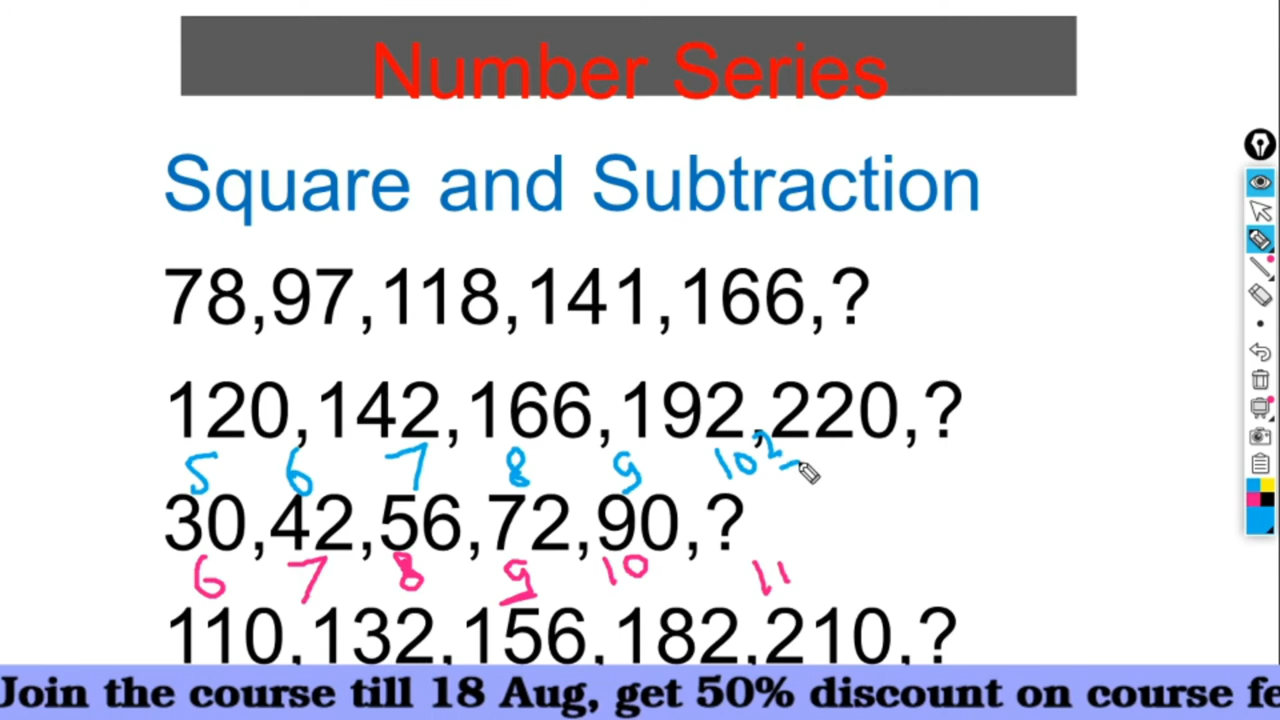 Number Series
Square and Subtraction
78,97,118,141,166,?
120,142,166,192,220,?
5 6 7 8 9 10²-
30,42,56,72,90,?
6 7 8 9 10 11
110,132,156,182,210,?
Join the course till 18 Aug, get 50% discount on course fe